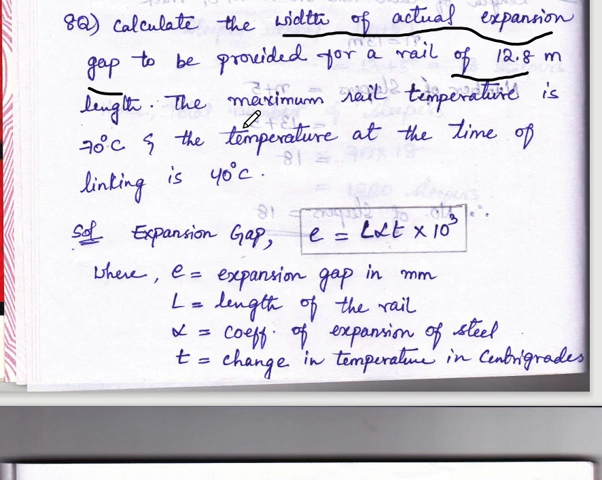 8Q) Calculate the width of actual expansion
gap to be provided for a rail of 12.8 m
length. The maximum rail temperature is
70°C & the temperature at the time of
linking is 40°C.
Sol Expansion Gap, e = Lαt × 10³
where, e = expansion gap in mm
L = length of the rail
α = coeff. of expansion of steel
t = change in temperature in Centrigrades